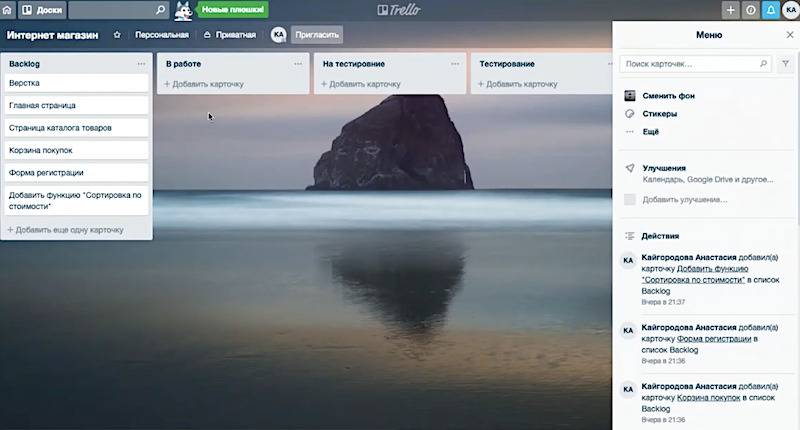 Доски
Новые плюшки!
Trello
KA
Интернет магазин
Персональная
Приватная
KA
Пригласить
Backlog
Верстка
Главная страница
Страница каталога товаров
Корзина покупок
Форма регистрации
Добавить функцию "Сортировка по
стоимости"
+ Добавить еще одну карточку
В работе
+ Добавить карточку
На тестировние
+ Добавить карточку
Тестирование
+ Добавить карточку
Меню
Поиск карточек...
Сменить фон
Стикеры
Ещё
Улучшения
Календарь, Google Drive и другое...
Добавить улучшение...
Действия
KA
Кайгородова Анастасия добавил(а)
карточку Добавить функцию
"Сортировка по стоимости" в список
Backlog
Вчера в 21:37
KA
Кайгородова Анастасия добавил(а)
карточку Форма регистрации в
список Backlog
Вчера в 21:36
KA
Кайгородова Анастасия добавил(а)
карточку Корзина покупок в список
Backlog
Вчера в 21:36